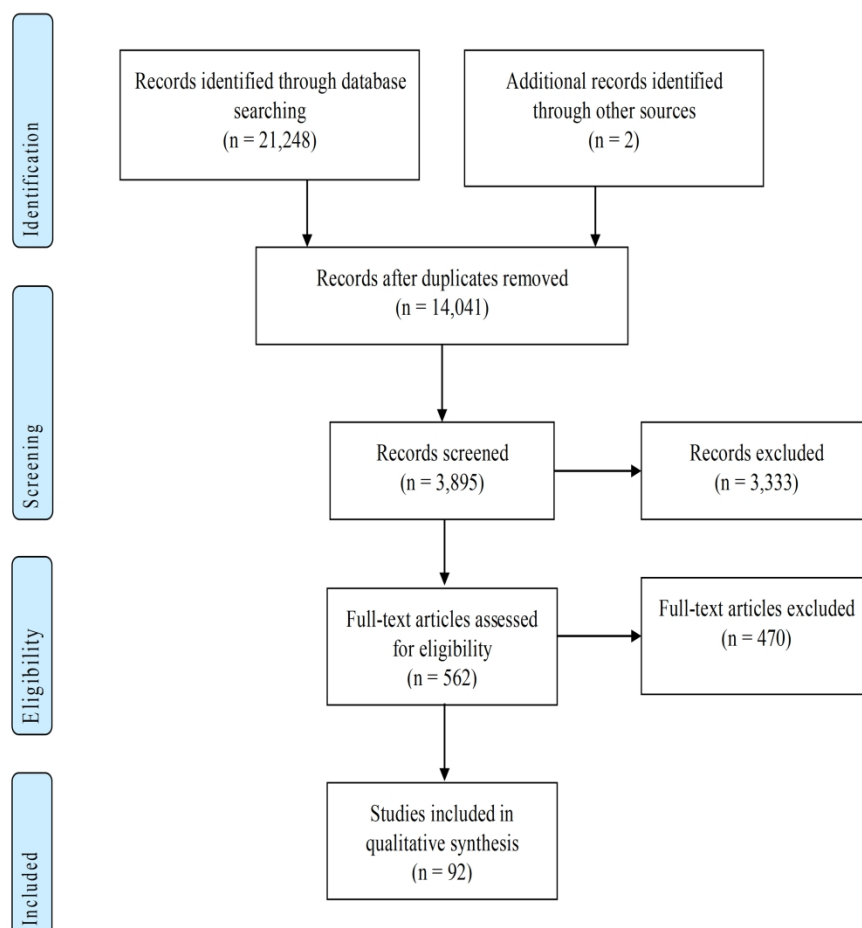 Identification
Records identified through database
searching
(n = 21,248)
Additional records identified
through other sources
(n = 2)
Records after duplicates removed
(n = 14,041)
Screening
Records screened
(n = 3,895)
Records excluded
(n = 3,333)
Eligibility
Full-text articles assessed
for eligibility
(n = 562)
Full-text articles excluded
(n = 470)
Included
Studies included in
qualitative synthesis
(n = 92)